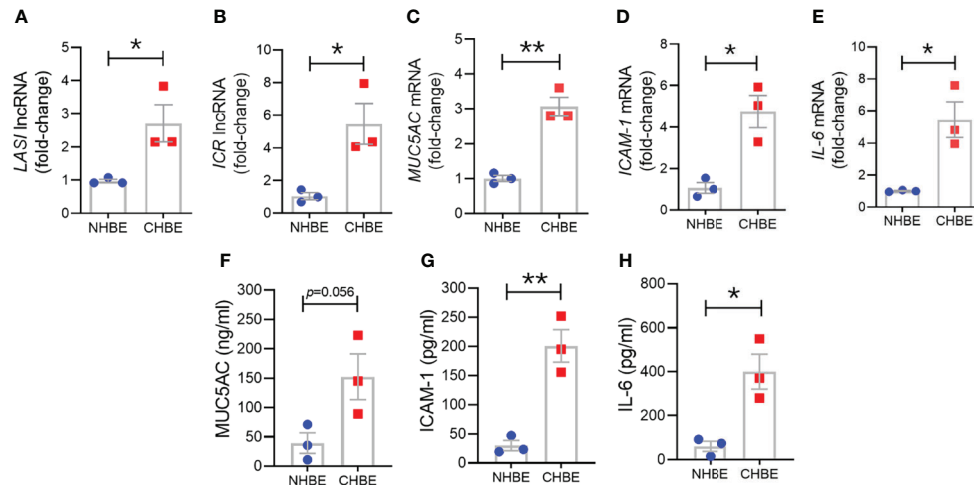 A
LASI lncRNA
(fold-change)
5
4
3
2
1
0
*
NHBE
CHBE
B
ICR lncRNA
(fold-change)
10
8
6
4
2
0
*
NHBE
CHBE
C
MUC5AC mRNA
(fold-change)
5
4
3
2
1
0
**
NHBE
CHBE
D
ICAM-1 mRNA
(fold-change)
8
6
4
2
0
*
NHBE
CHBE
E
IL-6 mRNA
(fold-change)
10
8
6
4
2
0
*
NHBE
CHBE
F
MUC5AC (ng/ml)
300
250
200
150
100
50
0
p=0.056
NHBE
CHBE
G
ICAM-1 (pg/ml)
300
250
200
150
100
50
0
**
NHBE
CHBE
H
IL-6 (pg/ml)
800
600
400
200
0
*
NHBE
CHBE